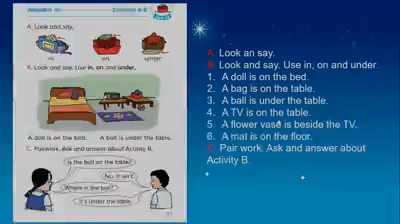 A. Look and say.
in
on
under
B. Look and say. Use in, on and under.
A doll is on the bed. A ball is under the table.
C. Pairwork. Ask and answer about Activity B.
Is the ball on the table?
No. It isn't.
Where is the ball?
It's under the table.
A. Look an say.
B. Look and say. Use in, on and under
1. A doll is on the bed.
2. A bag is on the table.
3. A ball is under the table.
4. A TV is on the table.
5. A flower vase is beside the TV.
6. A mat is on the floor.
C. Pair work. Ask and answer about
Activity B.